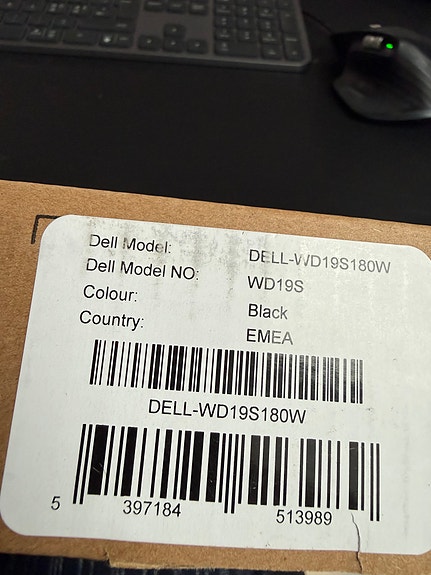 Dell Model: DELL-WD19S180W
Dell Model NO: WD19S
Colour: Black
Country: EMEA
DELL-WD19S180W
5 397184 513989